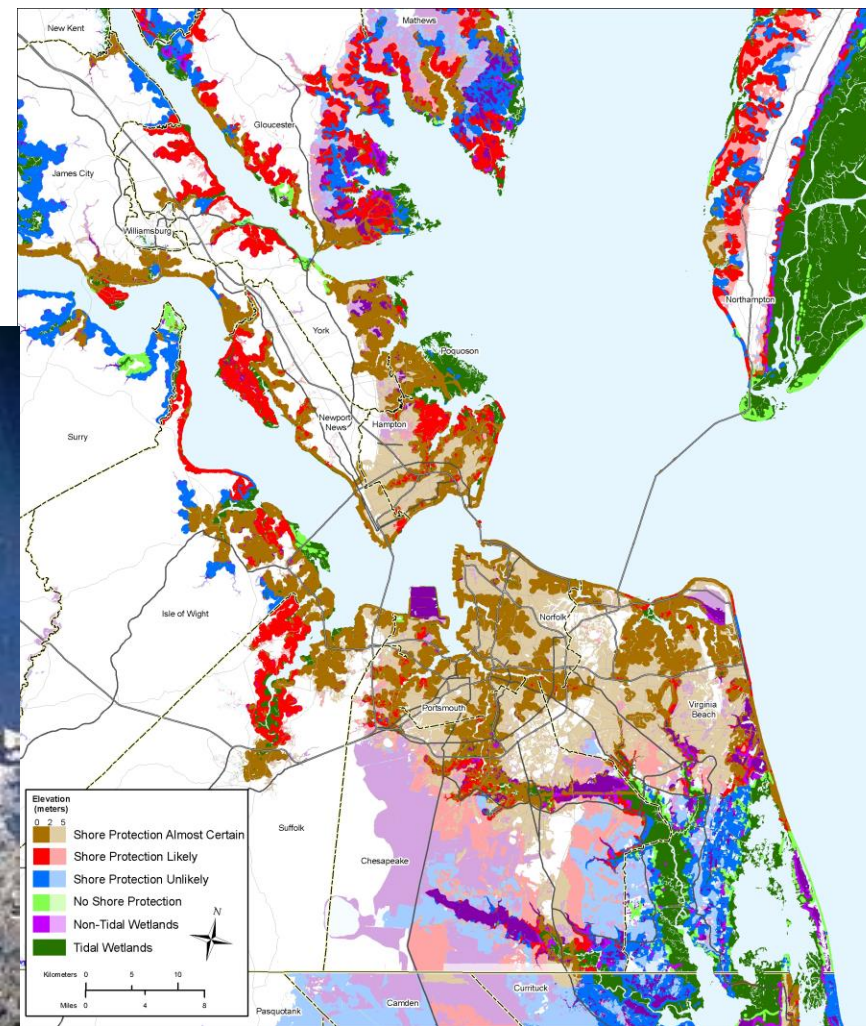 New Kent
Mathews
Gloucester
James City
Williamsburg
Northampton
York
Poquoson
Newport
News
Hampton
Surry
Isle of Wight
Norfolk
Portsmouth
Virginia
Beach
Suffolk
Chesapeake
Currituck
Camden
Pasquotank
Elevation
(meters)
0 2 5
Shore Protection Almost Certain
Shore Protection Likely
Shore Protection Unlikely
No Shore Protection
Non-Tidal Wetlands
Tidal Wetlands
N
Kilometers
0 5 10
Miles
0 4 8